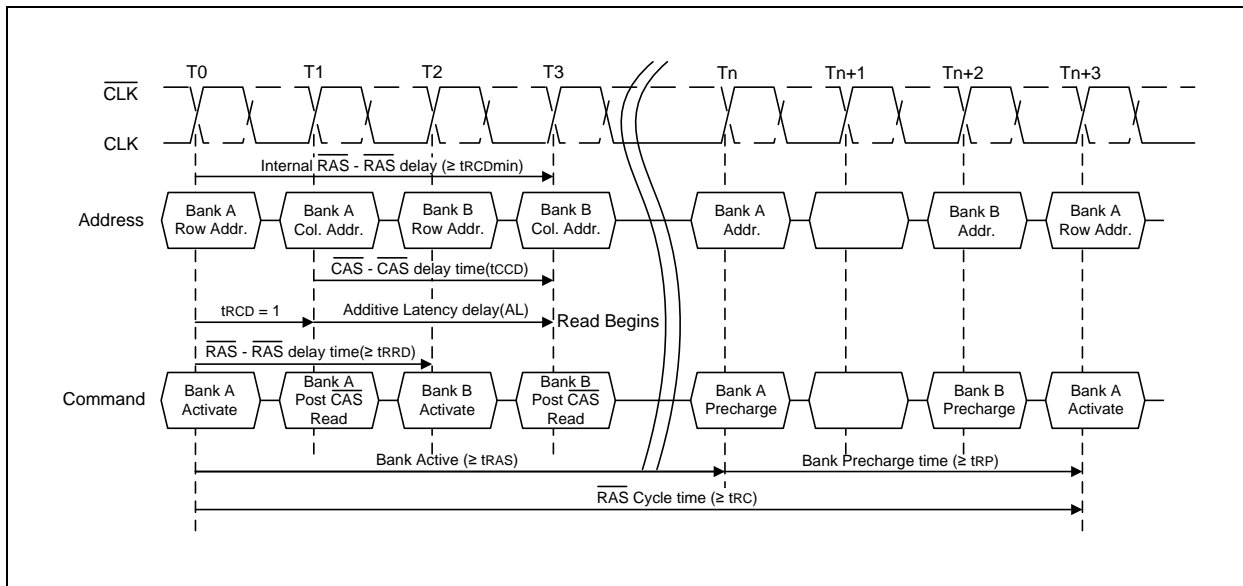 T0 T1 T2 T3 Tn Tn+1 Tn+2 Tn+3
CLK
CLK
Internal RAS - RAS delay (≥ tRCDmin)
Address
Bank A
Row Addr.
Bank A
Col. Addr.
Bank B
Row Addr.
Bank B
Col. Addr.
Bank A
Addr.
Bank B
Addr.
Bank A
Row Addr.
CAS - CAS delay time(tCCD)
tRCD = 1
Additive Latency delay(AL)
Read Begins
RAS - RAS delay time(≥ tRRD)
Command
Bank A
Activate
Bank A
Post CAS
Read
Bank B
Activate
Bank B
Post CAS
Read
Bank A
Precharge
Bank B
Precharge
Bank A
Activate
Bank Active (≥ tRAS)
Bank Precharge time (≥ tRP)
RAS Cycle time (≥ tRC)